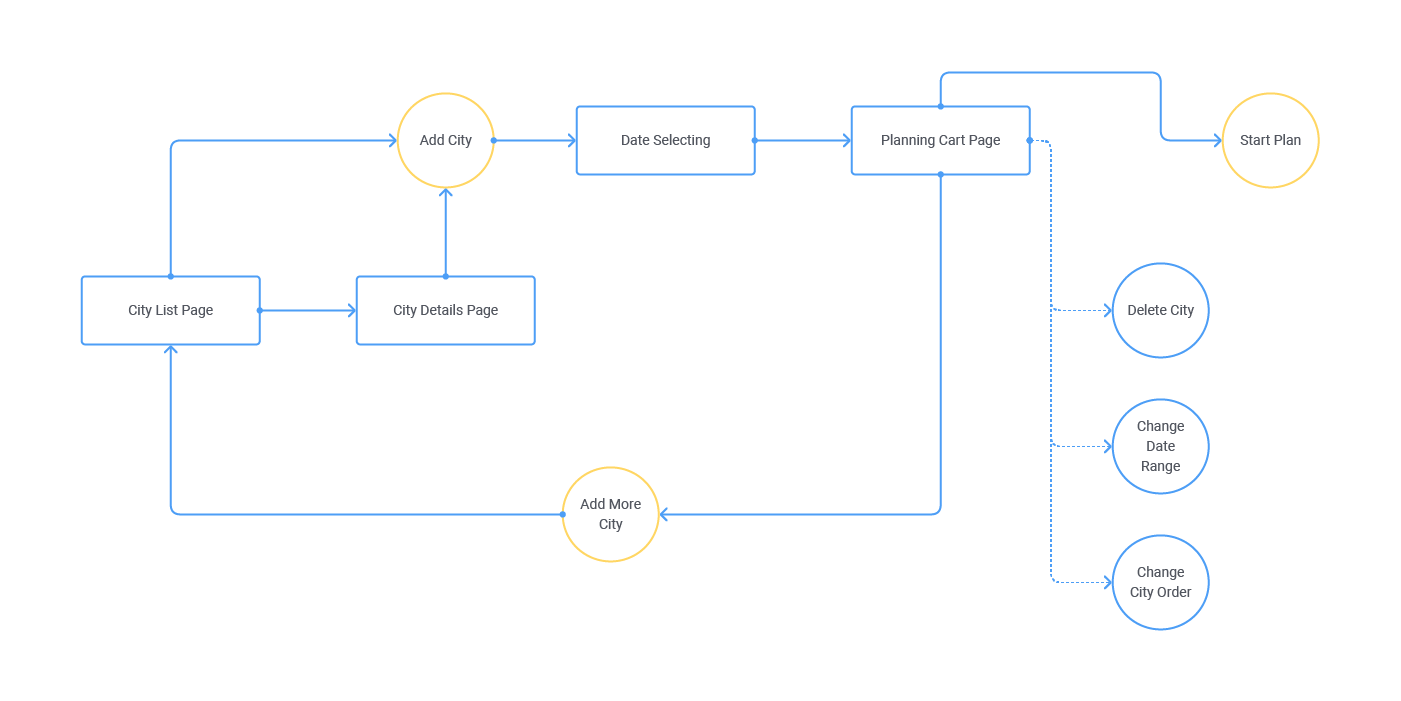 Add City
Date Selecting
Planning Cart Page
Start Plan
City List Page
City Details Page
Delete City
Change
Date
Range
Add More
City
Change
City Order